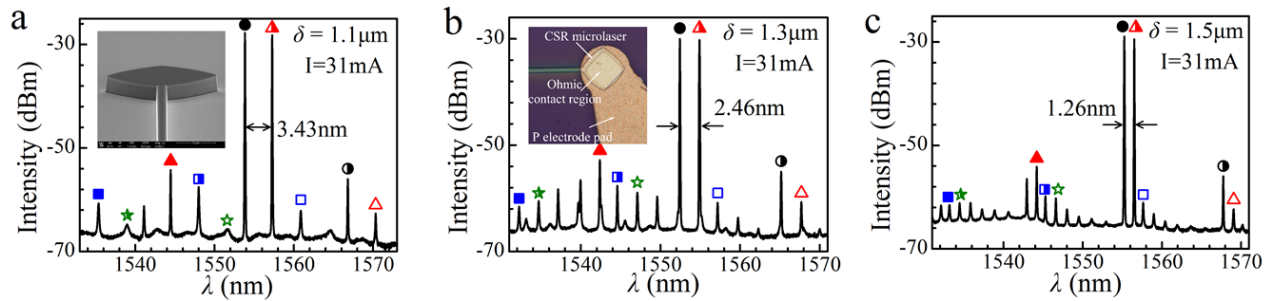 a
Intensity (dBm)
-30
-50
-70
δ = 1.1μm
I=31mA
3.43nm
1540 1550 1560 1570
λ (nm)
b
Intensity (dBm)
-30
-50
-70
CSR microlaser
Ohmic
contact region
P electrode pad
δ = 1.3μm
I=31mA
2.46nm
1540 1550 1560 1570
λ (nm)
c
Intensity (dBm)
-30
-50
-70
δ = 1.5μm
I=31mA
1.26nm
1540 1550 1560 1570
λ (nm)